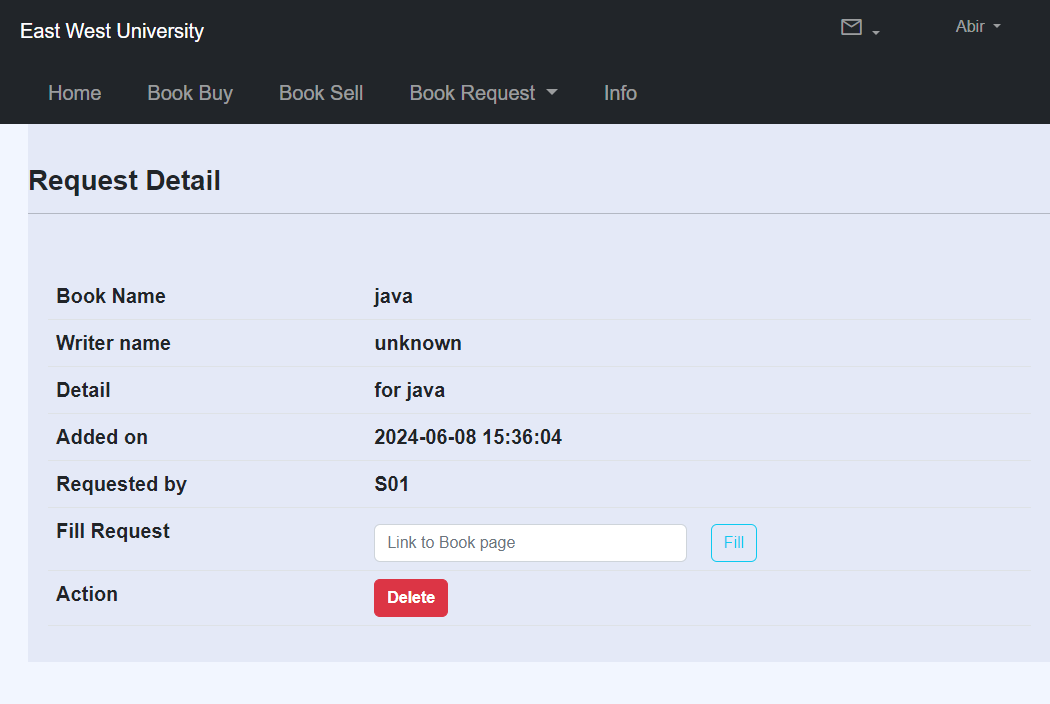 East West University
Abir
Home Book Buy Book Sell Book Request Info
Request Detail
Book Name java
Writer name unknown
Detail for java
Added on 2024-06-08 15:36:04
Requested by S01
Fill Request Link to Book page Fill
Action Delete